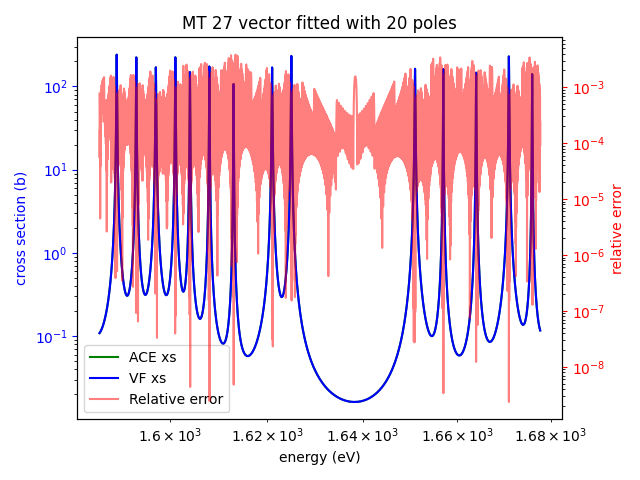 MT 27 vector fitted with 20 poles
cross section (b)
10²
10¹
10⁰
10⁻¹
10⁻³
10⁻⁴
10⁻⁵
10⁻⁶
10⁻⁷
10⁻⁸
relative error
ACE xs
VF xs
Relative error
1.6 × 10³ 1.62 × 10³ 1.64 × 10³ 1.66 × 10³ 1.68 × 10³
energy (eV)